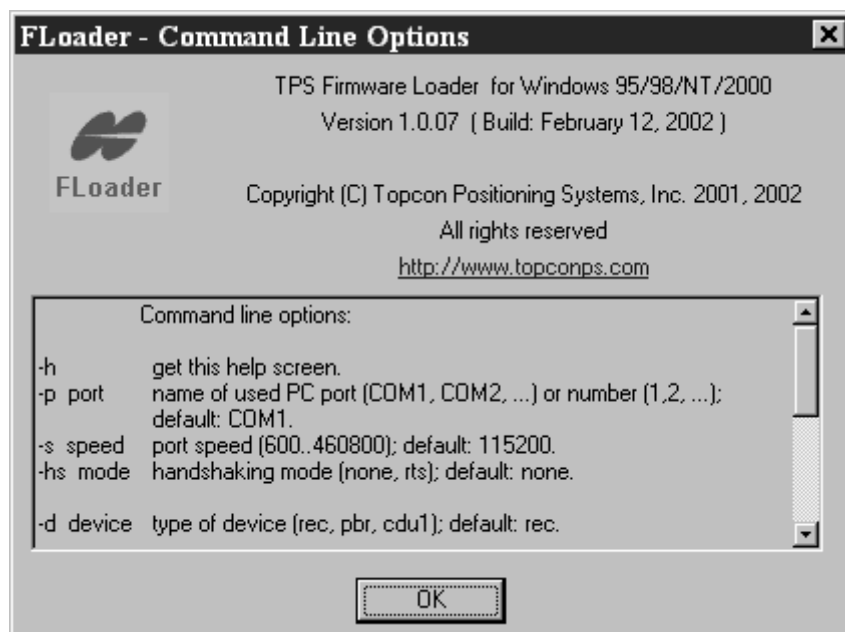 FLoader - Command Line Options
TPS Firmware Loader for Windows 95/98/NT/2000
Version 1.0.07 ( Build: February 12, 2002 )
FLoader
Copyright (C) Topcon Positioning Systems, Inc. 2001, 2002
All rights reserved
http://www.topconps.com
Command line options:
-h get this help screen.
-p port name of used PC port (COM1, COM2, ...) or number (1,2, ...);
default: COM1.
-s speed port speed (600..460800); default: 115200.
-hs mode handshaking mode (none, rts); default: none.
-d device type of device (rec, pbr, cdu1); default: rec.
OK